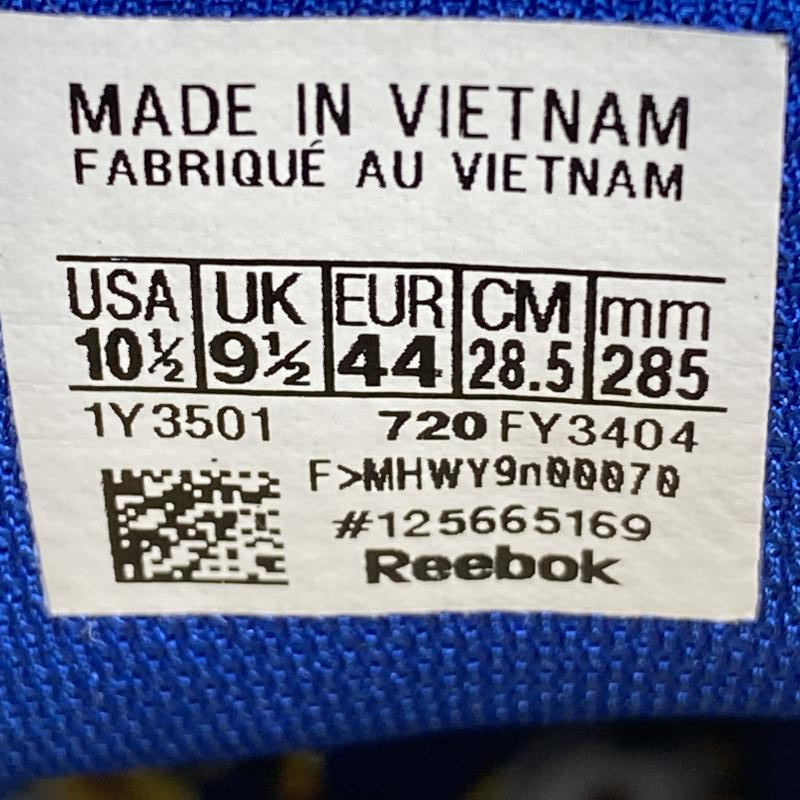 MADE IN VIETNAM
FABRIQUÉ AU VIETNAM
USA UK EUR CM mm
10½ 9½ 44 28.5 285
1Y3501 720 FY3404
F>MHWY9n00070
#125665169
Reebok